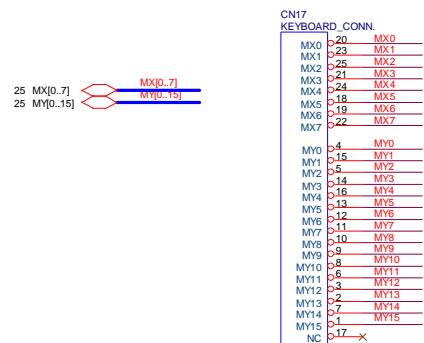 CN17
KEYBOARD_CONN.
MX0 20 MX0
MX1 23 MX1
MX2 25 MX2
MX3 21 MX3
MX4 24 MX4
MX5 18 MX5
MX6 19 MX6
MX7 22 MX7
25 MX[0..7] MX[0..7]
25 MY[0..15] MY[0..15]
MY0 4 MY0
MY1 15 MY1
MY2 5 MY2
MY3 14 MY3
MY4 16 MY4
MY5 13 MY5
MY6 12 MY6
MY7 11 MY7
MY8 10 MY8
MY9 9 MY9
MY10 8 MY10
MY11 6 MY11
MY12 3 MY12
MY13 2 MY13
MY14 7 MY14
MY15 1 MY15
NC 17